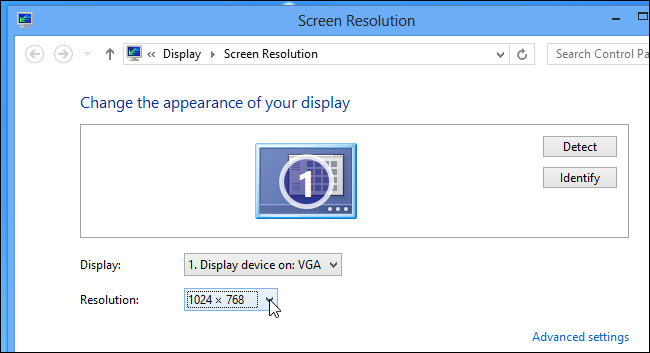 Screen Resolution
« Display Screen Resolution
Search Control Pa
Change the appearance of your display
1
Detect
Identify
Display: 1. Display device on: VGA
Resolution: 1024 × 768
Advanced settings